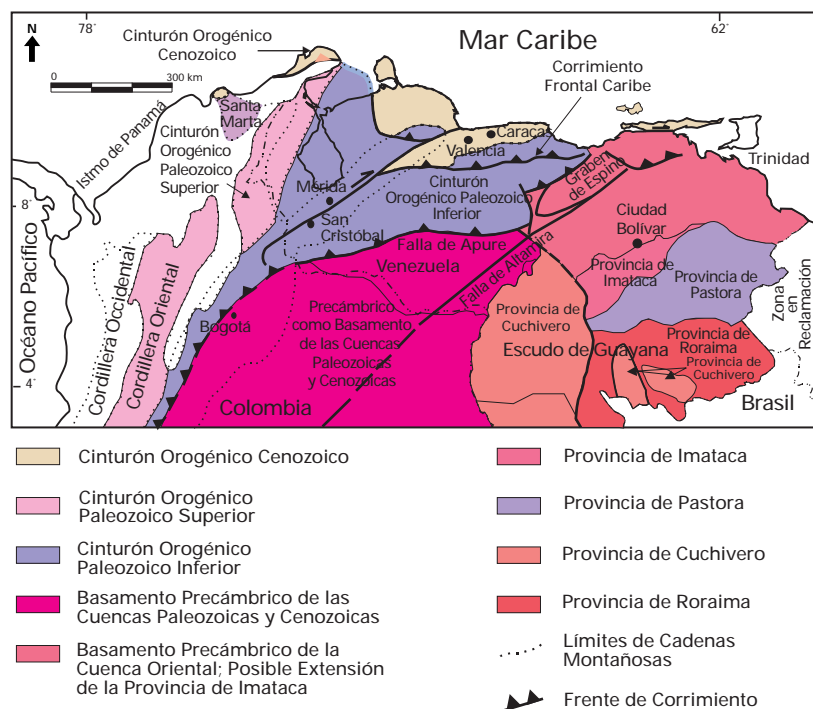 78°
62°
N
Cinturón Orogénico
Cenozoico
Mar Caribe
0
300 km
Corrimiento
Frontal Caribe
Santa
Marta
Caracas
Valencia
Istmo de Panamá
Cinturón
Orogénico
Paleozoico
Superior
Trinidad
Graben
de Espino
Mérida
Cinturón
Orogénico Paleozoico
Inferior
8°
San
Cristóbal
Ciudad
Bolívar
Falla de Apure
Venezuela
Falla de Altamira
Provincia de
Imataca
Provincia de
Pastora
Zona
en
Reclamación
Océano Pacífico
Cordillera Occidental
Cordillera Oriental
Bogotá
Precámbrico
como Basamento
de las Cuencas
Paleozoicas
y Cenozoicas
Provincia de
Cuchivero
Escudo de Guayana
Provincia de
Roraima
Provincia de
Cuchivero
4°
Colombia
Brasil
Cinturón Orogénico Cenozoico
Cinturón Orogénico
Paleozoico Superior
Cinturón Orogénico
Paleozoico Inferior
Basamento Precámbrico de las
Cuencas Paleozoicas y Cenozoicas
Basamento Precámbrico de la
Cuenca Oriental; Posible Extensión
de la Provincia de Imataca
Provincia de Imataca
Provincia de Pastora
Provincia de Cuchivero
Provincia de Roraima
Límites de Cadenas
Montañosas
Frente de Corrimiento